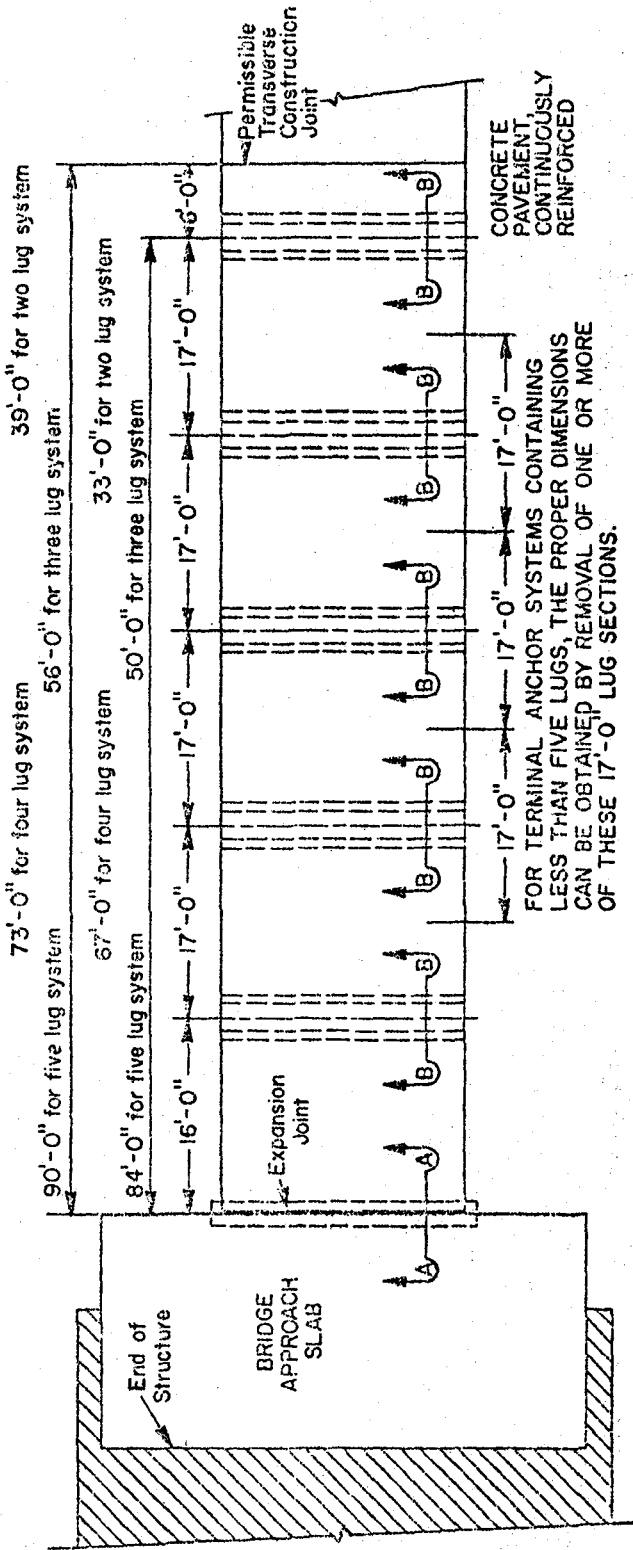 73'-0" for four lug system
39'-0" for two lug system
90'-0" for five lug system
56'-0" for three lug system
67'-0" for four lug system
33'-0" for two lug system
84'-0" for five lug system
50'-0" for three lug system
16'-0"
17'-0"
17'-0"
17'-0"
17'-0"
6'-0"
End of
Structure
Expansion
Joint
Permissible
Transverse
Construction
Joint
BRIDGE
APPROACH
SLAB
A
A
B
B
B
B
B
B
B
B
B
B
17'-0"
17'-0"
17'-0"
CONCRETE
PAVEMENT,
CONTINUOUSLY
REINFORCED
FOR TERMINAL ANCHOR SYSTEMS CONTAINING
LESS THAN FIVE LUGS, THE PROPER DIMENSIONS
CAN BE OBTAINED BY REMOVAL OF ONE OR MORE
OF THESE 17'-0" LUG SECTIONS.